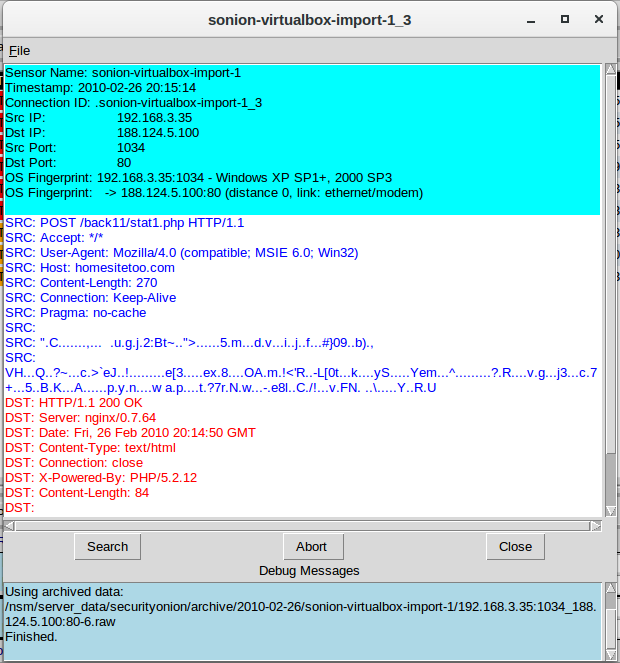 sonion-virtualbox-import-1_3
File
Sensor Name: sonion-virtualbox-import-1
Timestamp: 2010-02-26 20:15:14
Connection ID: .sonion-virtualbox-import-1_3
Src IP: 192.168.3.35
Dst IP: 188.124.5.100
Src Port: 1034
Dst Port: 80
OS Fingerprint: 192.168.3.35:1034 - Windows XP SP1+, 2000 SP3
OS Fingerprint: -> 188.124.5.100:80 (distance 0, link: ethernet/modem)
SRC: POST /back11/stat1.php HTTP/1.1
SRC: Accept: */*
SRC: User-Agent: Mozilla/4.0 (compatible; MSIE 6.0; Win32)
SRC: Host: homesitetoo.com
SRC: Content-Length: 270
SRC: Connection: Keep-Alive
SRC: Pragma: no-cache
SRC:
SRC: ".C.......,... .u.g.j.2:Bt~..">......5.m...d.v...i..j..f...#}09..b).,
SRC:
VH...Q..?~...c.>`eJ..!.........e[3.....ex.8....OA.m.!<'R..-L[0t...k....yS.....Yem...^.........?.R....v.g...j3...c.7
+...5..B.K...A......p.y.n....w a.p....t.?7r.N.w...-.e8l..C./!...v.FN. ..\.....Y..R.U
DST: HTTP/1.1 200 OK
DST: Server: nginx/0.7.64
DST: Date: Fri, 26 Feb 2010 20:14:50 GMT
DST: Content-Type: text/html
DST: Connection: close
DST: X-Powered-By: PHP/5.2.12
DST: Content-Length: 84
DST:
Search Abort Close
Debug Messages
Using archived data:
/nsm/server_data/securityonion/archive/2010-02-26/sonion-virtualbox-import-1/192.168.3.35:1034_188.
124.5.100:80-6.raw
Finished.